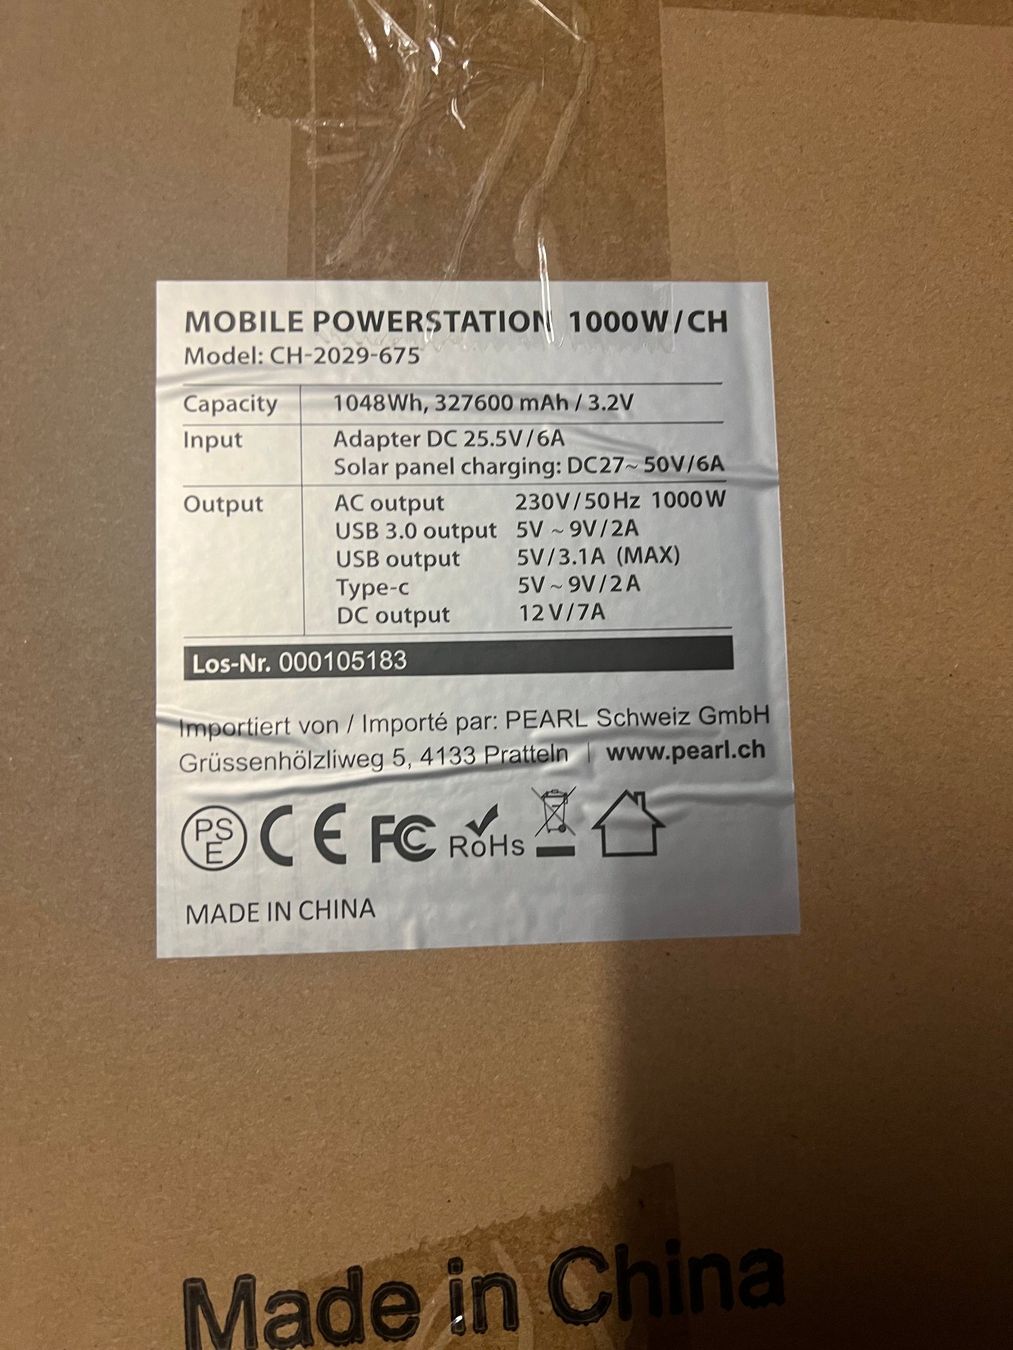 MOBILE POWERSTATION 1000W/CH
Model: CH-2029-675
Capacity 1048Wh, 327600 mAh / 3.2V
Input Adapter DC 25.5V/6A
Solar panel charging: DC27~ 50V/6A
Output AC output 230V/50Hz 1000W
USB 3.0 output 5V ~ 9V/2A
USB output 5V/3.1A (MAX)
Type-c 5V ~ 9V/2A
DC output 12V/7A
Los-Nr. 000105183
Importiert von / Importé par: PEARL Schweiz GmbH
Grüssenhölzliweg 5, 4133 Pratteln | www.pearl.ch
PSE CE FC RoHs
MADE IN CHINA
Made in China